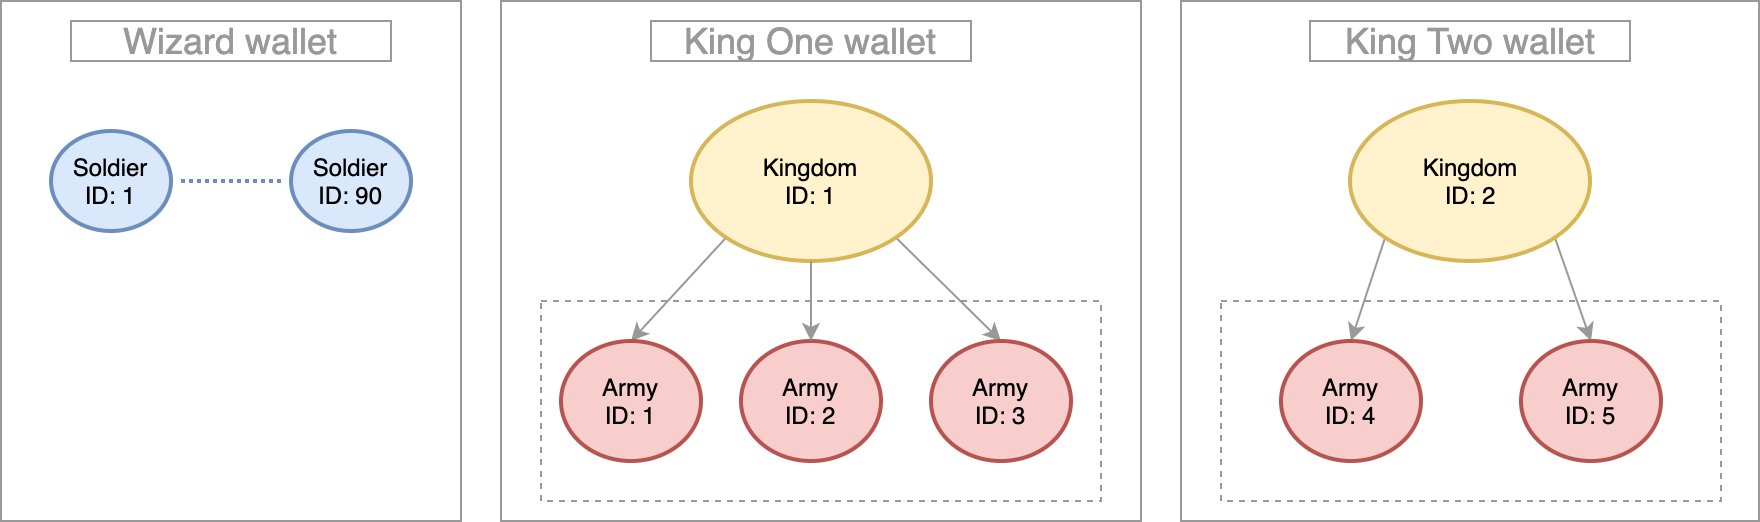 Wizard wallet
Soldier
ID: 1
Soldier
ID: 90
King One wallet
Kingdom
ID: 1
Army
ID: 1
Army
ID: 2
Army
ID: 3
King Two wallet
Kingdom
ID: 2
Army
ID: 4
Army
ID: 5